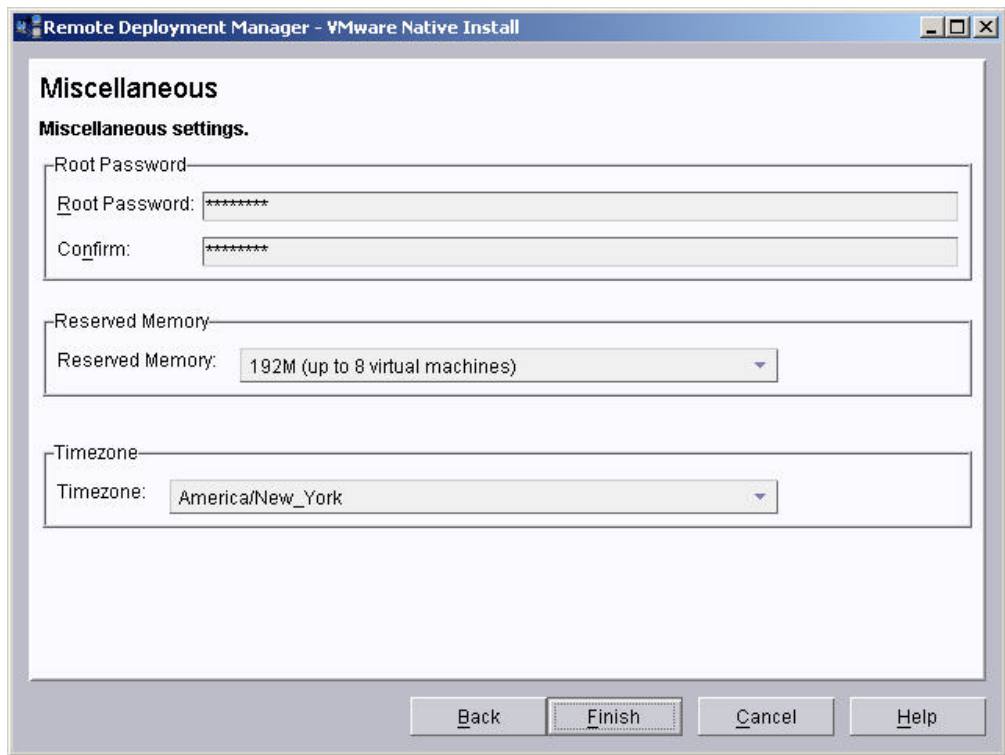 Remote Deployment Manager - VMware Native Install
Miscellaneous
Miscellaneous settings.
Root Password
Root Password: ********
Confirm: ********
Reserved Memory
Reserved Memory: 192M (up to 8 virtual machines)
Timezone
Timezone: America/New_York
Back Finish Cancel Help